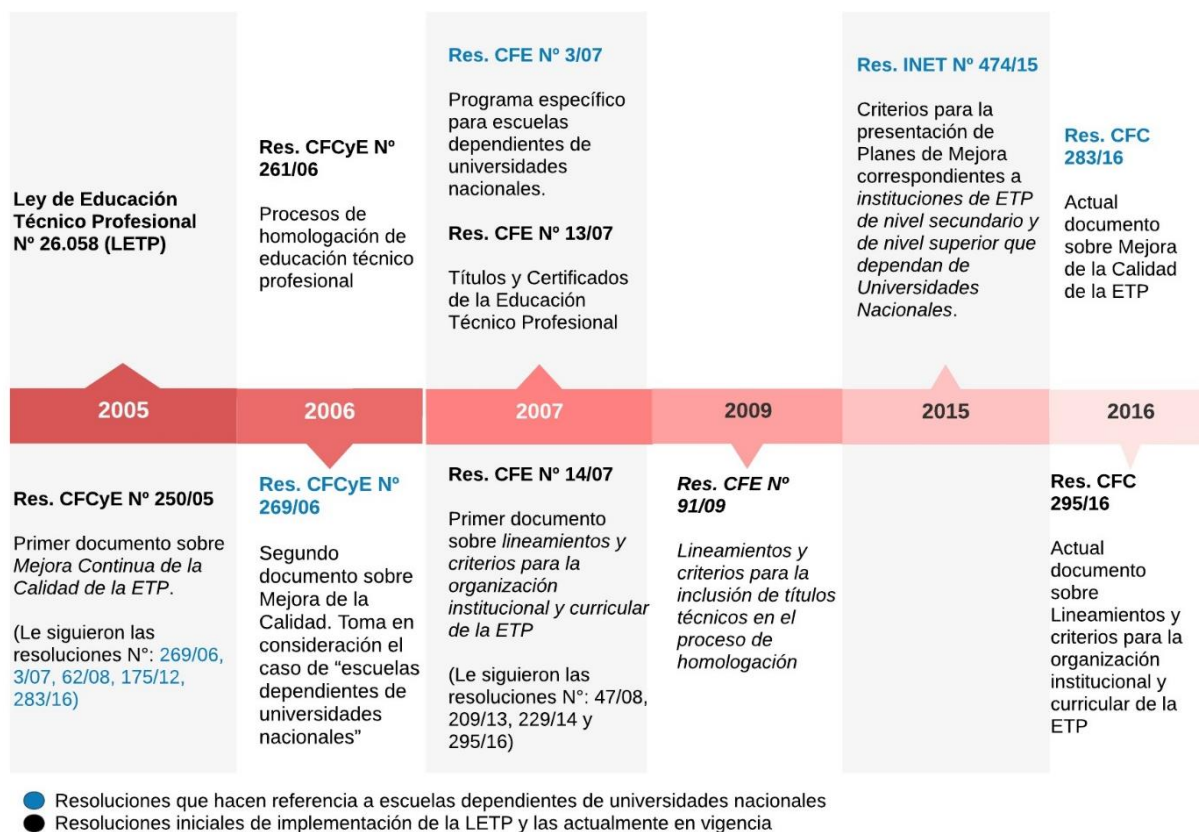 Ley de Educación
Técnico Profesional
Nº 26.058 (LETP)
Res. CFCyE Nº
261/06
Procesos de
homologación de
educación técnico
profesional
Res. CFE Nº 3/07
Programa específico
para escuelas
dependientes de
universidades
nacionales.
Res. CFE Nº 13/07
Títulos y Certificados
de la Educación
Técnico Profesional
Res. INET Nº 474/15
Criterios para la
presentación de
Planes de Mejora
correspondientes a
instituciones de ETP
de nivel secundario y
de nivel superior que
dependan de
Universidades
Nacionales.
Res. CFC
283/16
Actual
documento
sobre Mejora
de la Calidad
de la ETP
2005
2006
2007
2009
2015
2016
Res. CFCyE Nº 250/05
Primer documento sobre
Mejora Continua de la
Calidad de la ETP.
(Le siguieron las
resoluciones N°: 269/06,
3/07, 62/08, 175/12,
283/16)
Res. CFCyE Nº
269/06
Segundo
documento sobre
Mejora de la
Calidad. Toma en
consideración el
caso de “escuelas
dependientes de
universidades
nacionales”
Res. CFE Nº 14/07
Primer documento
sobre lineamientos y
criterios para la
organización
institucional y curricular
de la ETP
(Le siguieron las
resoluciones N°: 47/08,
209/13, 229/14 y
295/16)
Res. CFE Nº
91/09
Lineamientos y
criterios para la
inclusión de títulos
técnicos en el
proceso de
homologación
Res. CFC
295/16
Actual
documento
sobre
Lineamientos y
criterios para la
organización
institucional y
curricular de la
ETP
Resoluciones que hacen referencia a escuelas dependientes de universidades nacionales
Resoluciones iniciales de implementación de la LETP y las actualmente en vigencia